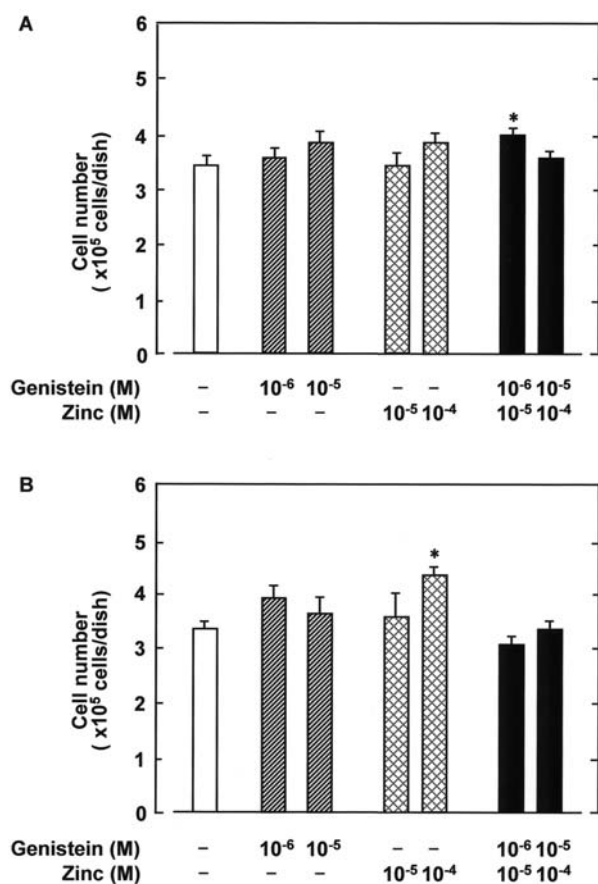 A
Cell number
( x10⁵ cells/dish)
6
5
4
3
2
1
0
*
Genistein (M) – 10⁻⁶ 10⁻⁵ – – 10⁻⁶ 10⁻⁵
Zinc (M) – – – 10⁻⁵ 10⁻⁴ 10⁻⁵ 10⁻⁴
B
Cell number
( x10⁵ cells/dish)
6
5
4
3
2
1
0
*
Genistein (M) – 10⁻⁶ 10⁻⁵ – – 10⁻⁶ 10⁻⁵
Zinc (M) – – – 10⁻⁵ 10⁻⁴ 10⁻⁵ 10⁻⁴